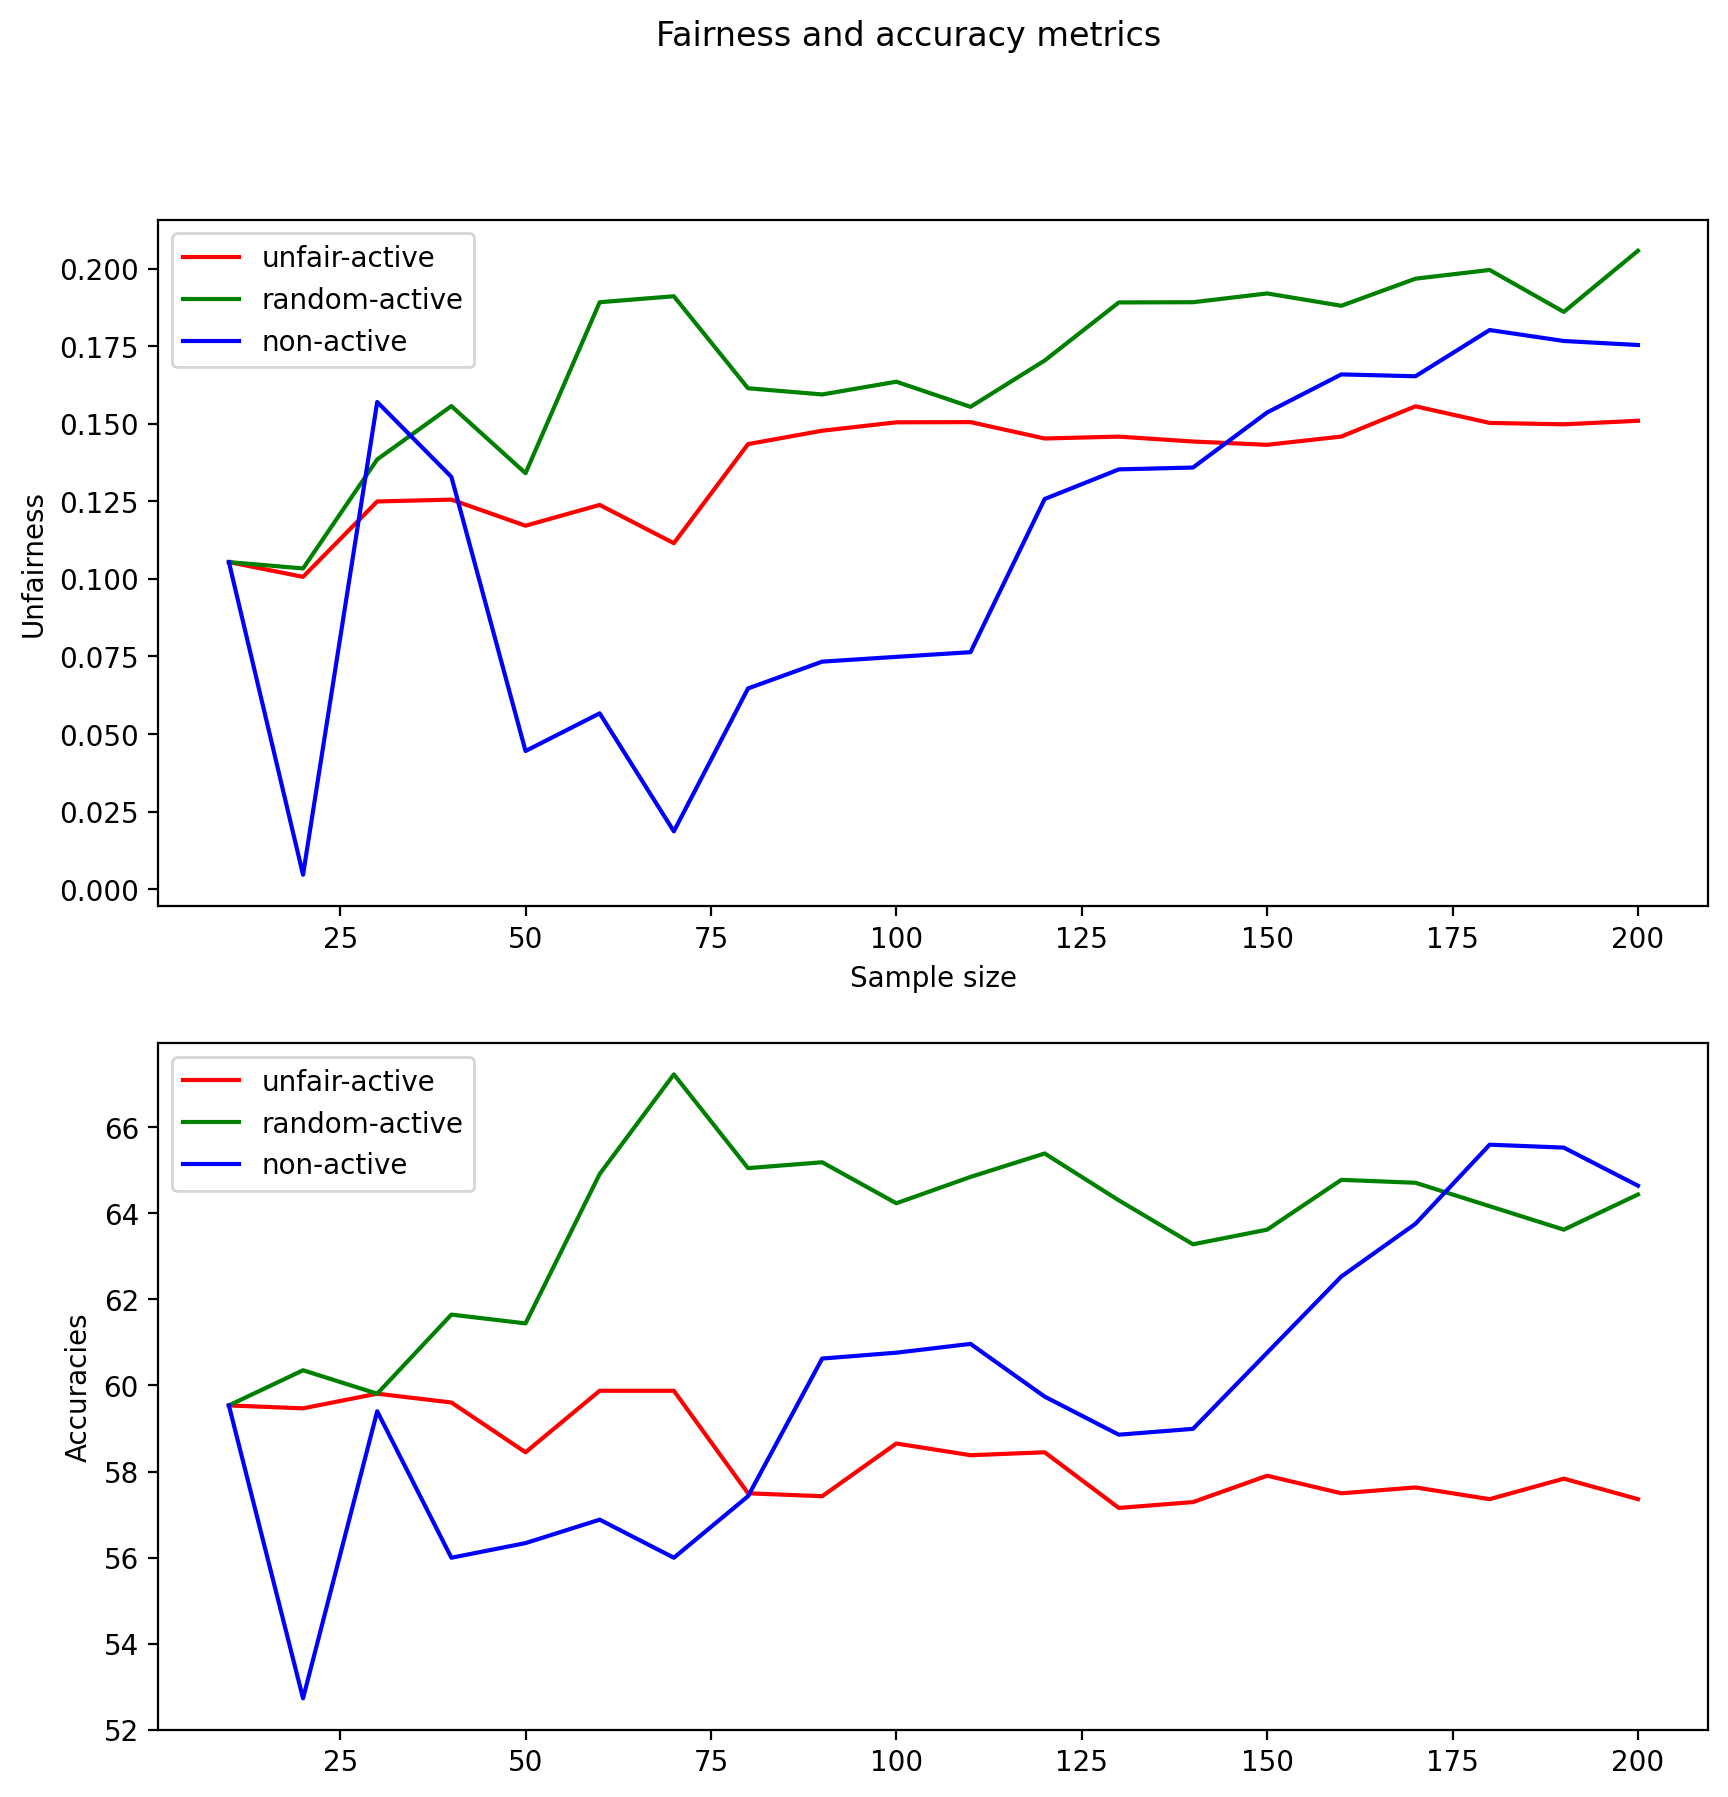 Fairness and accuracy metrics
unfair-active
random-active
non-active
0.200
0.175
0.150
0.125
0.100
0.075
0.050
0.025
0.000
Unfairness
25 50 75 100 125 150 175 200
Sample size
unfair-active
random-active
non-active
66
64
62
60
58
56
54
52
Accuracies
25 50 75 100 125 150 175 200